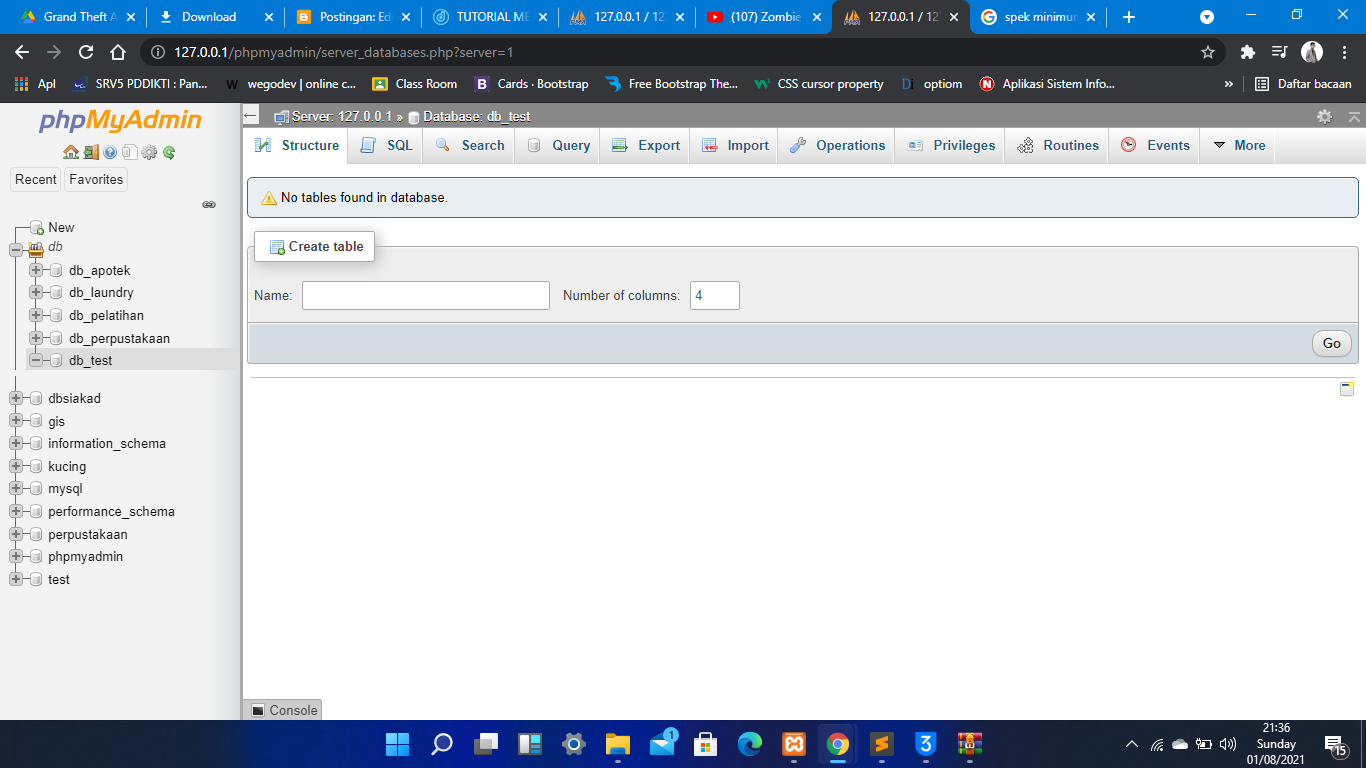 Grand Theft A
Download
Postingan: Ed
TUTORIAL ME
127.0.0.1 / 12
(107) Zombie
127.0.0.1 / 12
spek minimur
127.0.0.1/phpmyadmin/server_databases.php?server=1
Apl
SRV5 PDDIKTI : Pan...
wegodev | online c...
Class Room
Cards · Bootstrap
Free Bootstrap The...
CSS cursor property
optiom
Aplikasi Sistem Info...
Daftar bacaan
phpMyAdmin
Recent
Favorites
New
db
db_apotek
db_laundry
db_pelatihan
db_perpustakaan
db_test
dbsiakad
gis
information_schema
kucing
mysql
performance_schema
perpustakaan
phpmyadmin
test
Server: 127.0.0.1 » Database: db_test
Structure
SQL
Search
Query
Export
Import
Operations
Privileges
Routines
Events
More
No tables found in database.
Create table
Name:
Number of columns: 4
Go
Console
1
21:36
Sunday
01/08/2021
15